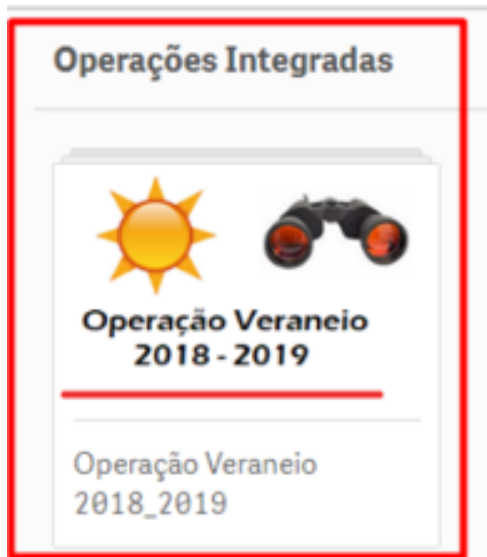 Operações Integradas
Operação Veraneio
2018 - 2019
Operação Veraneio
2018_2019